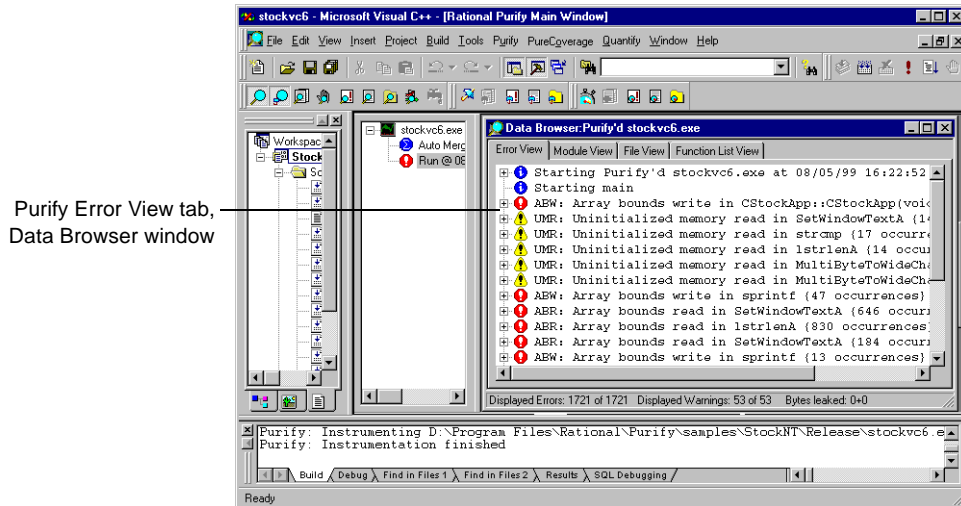 stockvc6 - Microsoft Visual C++ - [Rational Purify Main Window]
File Edit View Insert Project Build Tools Purify PureCoverage Quantify Window Help
Workspac
Stock
Sc
stockvc6.exe
Auto Merg
Run @ 08
Data Browser:Purify'd stockvc6.exe
Error View Module View File View Function List View
Starting Purify'd stockvc6.exe at 08/05/99 16:22:52
Starting main
ABW: Array bounds write in CStockApp::CStockApp(voic
UMR: Uninitialized memory read in SetWindowTextA {14
UMR: Uninitialized memory read in strcmp {17 occurre
UMR: Uninitialized memory read in lstrlenA {14 occur
UMR: Uninitialized memory read in MultiByteToWideCha
UMR: Uninitialized memory read in MultiByteToWideCha
ABW: Array bounds write in sprintf {47 occurrences}
ABR: Array bounds read in SetWindowTextA {646 occurr
ABR: Array bounds read in lstrlenA {830 occurrences}
ABR: Array bounds read in SetWindowTextA {184 occurr
ABW: Array bounds write in sprintf {13 occurrences}
Displayed Errors: 1721 of 1721 Displayed Warnings: 53 of 53 Bytes leaked: 0+0
Purify Error View tab,
Data Browser window
Purify: Instrumenting D:\Program Files\Rational\Purify\samples\StockNT\Release\stockvc6.e
Purify: Instrumentation finished
Build Debug Find in Files 1 Find in Files 2 Results SQL Debugging
Ready